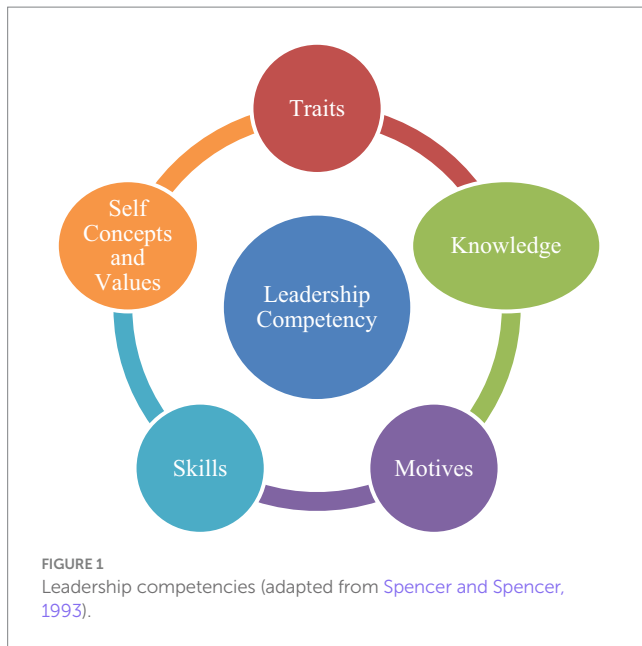 Traits
Self
Concepts
and
Values
Knowledge
Leadership
Competency
Skills
Motives
FIGURE 1
Leadership competencies (adapted from Spencer and Spencer,
1993).